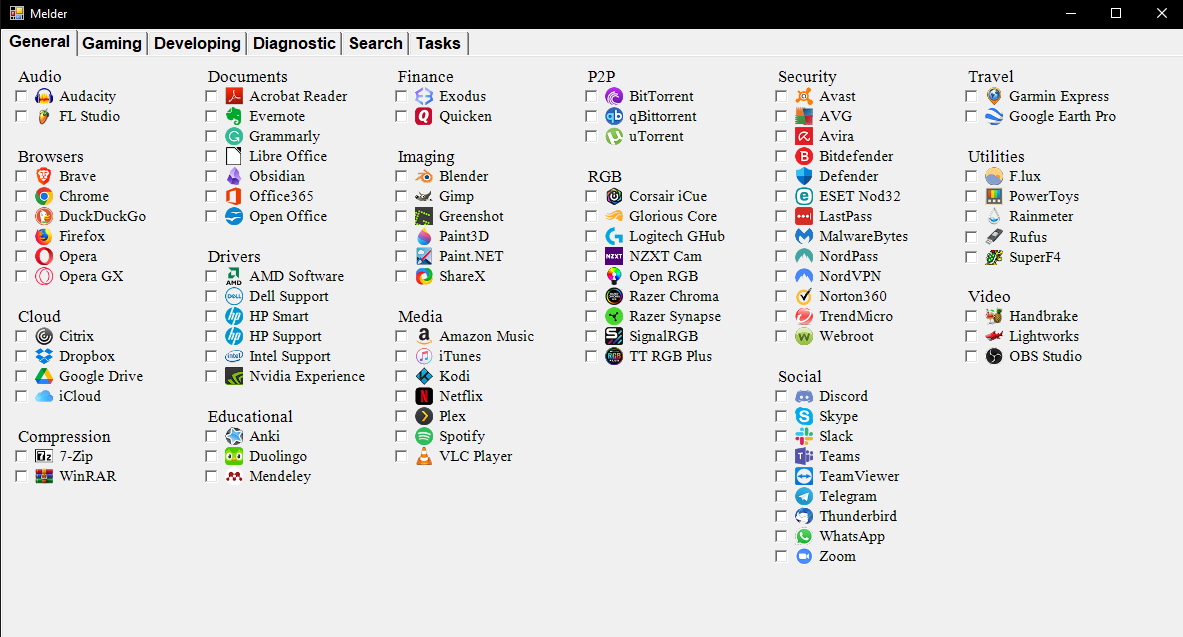 Melder
General
Gaming
Developing
Diagnostic
Search
Tasks
Audio
Audacity
FL Studio
Browsers
Brave
Chrome
DuckDuckGo
Firefox
Opera
Opera GX
Cloud
Citrix
Dropbox
Google Drive
iCloud
Compression
7-Zip
WinRAR
Documents
Acrobat Reader
Evernote
Grammarly
Libre Office
Obsidian
Office365
Open Office
Drivers
AMD Software
Dell Support
HP Smart
HP Support
Intel Support
Nvidia Experience
Educational
Anki
Duolingo
Mendeley
Finance
Exodus
Quicken
Imaging
Blender
Gimp
Greenshot
Paint3D
Paint.NET
ShareX
Media
Amazon Music
iTunes
Kodi
Netflix
Plex
Spotify
VLC Player
P2P
BitTorrent
qBittorrent
uTorrent
RGB
Corsair iCue
Glorious Core
Logitech GHub
NZXT Cam
Open RGB
Razer Chroma
Razer Synapse
SignalRGB
TT RGB Plus
Security
Avast
AVG
Avira
Bitdefender
Defender
ESET Nod32
LastPass
MalwareBytes
NordPass
NordVPN
Norton360
TrendMicro
Webroot
Social
Discord
Skype
Slack
Teams
TeamViewer
Telegram
Thunderbird
WhatsApp
Zoom
Travel
Garmin Express
Google Earth Pro
Utilities
F.lux
PowerToys
Rainmeter
Rufus
SuperF4
Video
Handbrake
Lightworks
OBS Studio